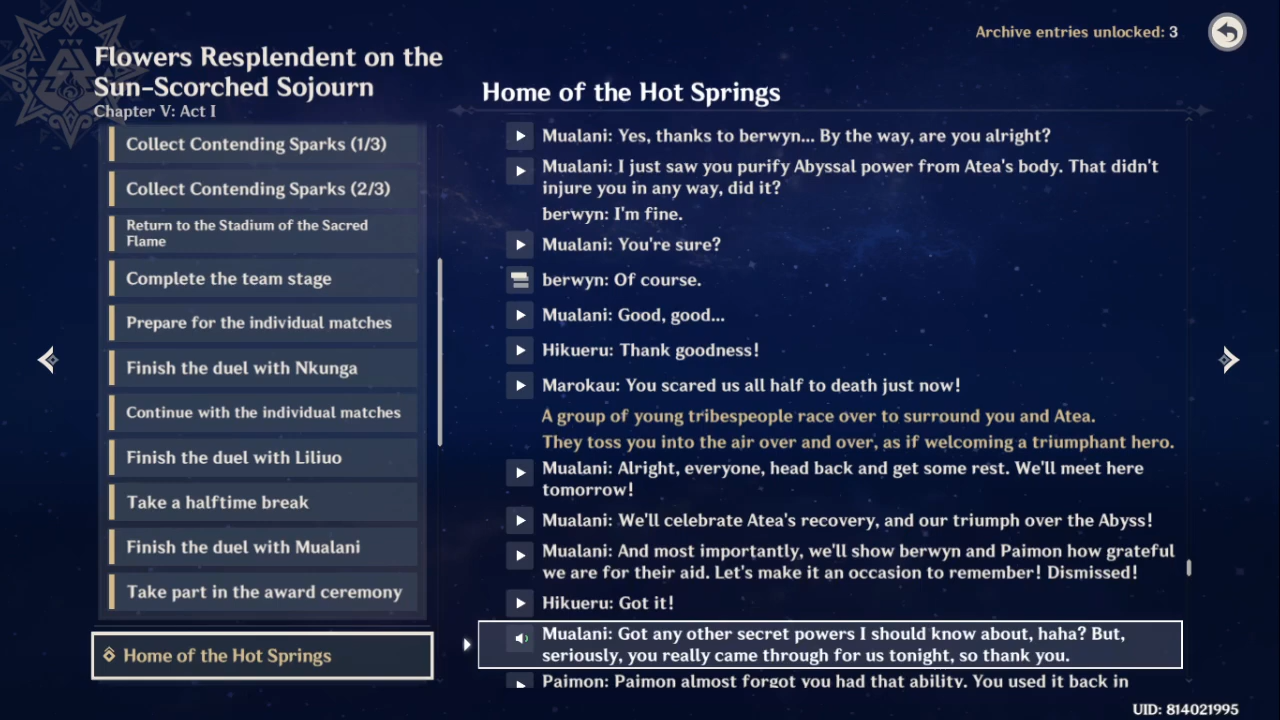 Archive entries unlocked: 3
Flowers Resplendent on the
Sun-Scorched Sojourn
Chapter V: Act I
Collect Contending Sparks (1/3)
Collect Contending Sparks (2/3)
Return to the Stadium of the Sacred
Flame
Complete the team stage
Prepare for the individual matches
Finish the duel with Nkunga
Continue with the individual matches
Finish the duel with Liliuo
Take a halftime break
Finish the duel with Mualani
Take part in the award ceremony
Home of the Hot Springs
Home of the Hot Springs
Mualani: Yes, thanks to berwyn... By the way, are you alright?
Mualani: I just saw you purify Abyssal power from Atea's body. That didn't
injure you in any way, did it?
berwyn: I'm fine.
Mualani: You're sure?
berwyn: Of course.
Mualani: Good, good...
Hikueru: Thank goodness!
Marokau: You scared us all half to death just now!
A group of young tribespeople race over to surround you and Atea.
They toss you into the air over and over, as if welcoming a triumphant hero.
Mualani: Alright, everyone, head back and get some rest. We'll meet here
tomorrow!
Mualani: We'll celebrate Atea's recovery, and our triumph over the Abyss!
Mualani: And most importantly, we'll show berwyn and Paimon how grateful
we are for their aid. Let's make it an occasion to remember! Dismissed!
Hikueru: Got it!
Mualani: Got any other secret powers I should know about, haha? But,
seriously, you really came through for us tonight, so thank you.
Paimon: Paimon almost forgot you had that ability. You used it back in
UID: 814021995